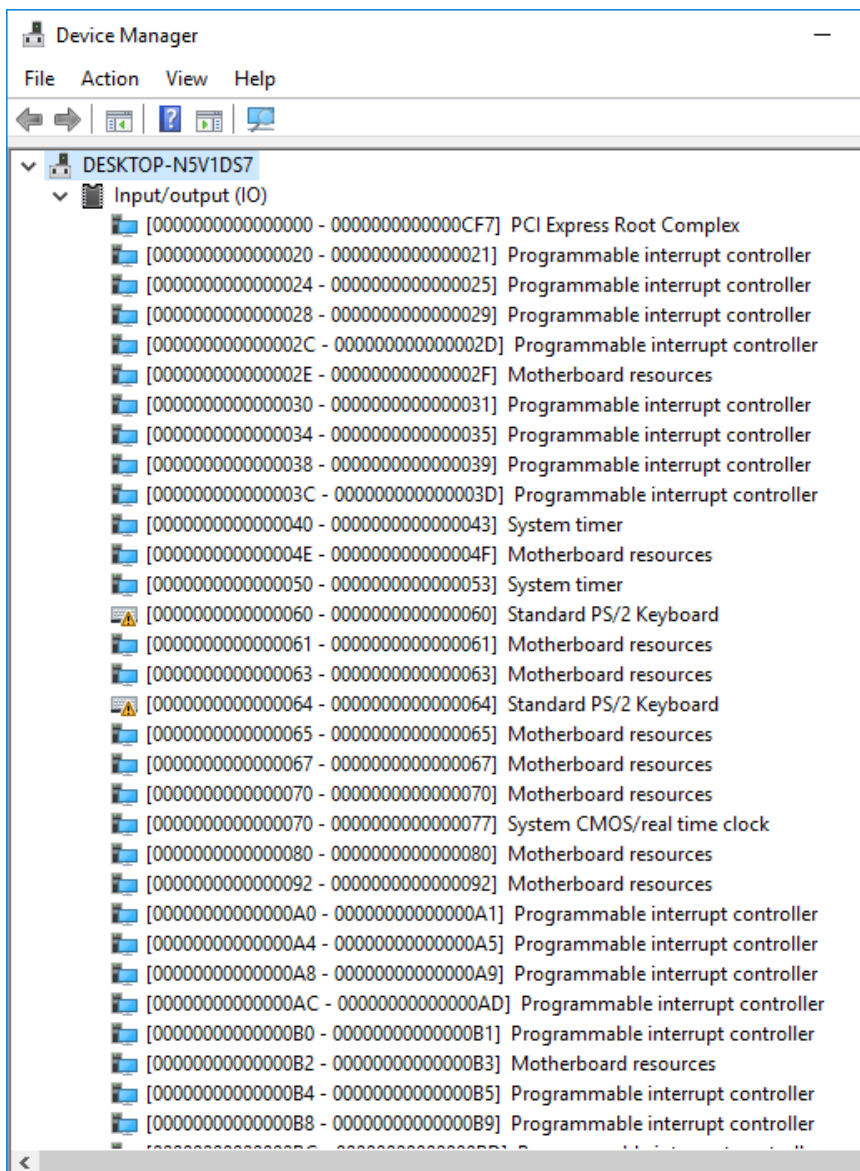 Device Manager
File Action View Help
DESKTOP-N5V1DS7
Input/output (IO)
[0000000000000000 - 0000000000000CF7] PCI Express Root Complex
[0000000000000020 - 0000000000000021] Programmable interrupt controller
[0000000000000024 - 0000000000000025] Programmable interrupt controller
[0000000000000028 - 0000000000000029] Programmable interrupt controller
[000000000000002C - 000000000000002D] Programmable interrupt controller
[000000000000002E - 000000000000002F] Motherboard resources
[0000000000000030 - 0000000000000031] Programmable interrupt controller
[0000000000000034 - 0000000000000035] Programmable interrupt controller
[0000000000000038 - 0000000000000039] Programmable interrupt controller
[000000000000003C - 000000000000003D] Programmable interrupt controller
[0000000000000040 - 0000000000000043] System timer
[000000000000004E - 000000000000004F] Motherboard resources
[0000000000000050 - 0000000000000053] System timer
[0000000000000060 - 0000000000000060] Standard PS/2 Keyboard
[0000000000000061 - 0000000000000061] Motherboard resources
[0000000000000063 - 0000000000000063] Motherboard resources
[0000000000000064 - 0000000000000064] Standard PS/2 Keyboard
[0000000000000065 - 0000000000000065] Motherboard resources
[0000000000000067 - 0000000000000067] Motherboard resources
[0000000000000070 - 0000000000000070] Motherboard resources
[0000000000000070 - 0000000000000077] System CMOS/real time clock
[0000000000000080 - 0000000000000080] Motherboard resources
[0000000000000092 - 0000000000000092] Motherboard resources
[00000000000000A0 - 00000000000000A1] Programmable interrupt controller
[00000000000000A4 - 00000000000000A5] Programmable interrupt controller
[00000000000000A8 - 00000000000000A9] Programmable interrupt controller
[00000000000000AC - 00000000000000AD] Programmable interrupt controller
[00000000000000B0 - 00000000000000B1] Programmable interrupt controller
[00000000000000B2 - 00000000000000B3] Motherboard resources
[00000000000000B4 - 00000000000000B5] Programmable interrupt controller
[00000000000000B8 - 00000000000000B9] Programmable interrupt controller